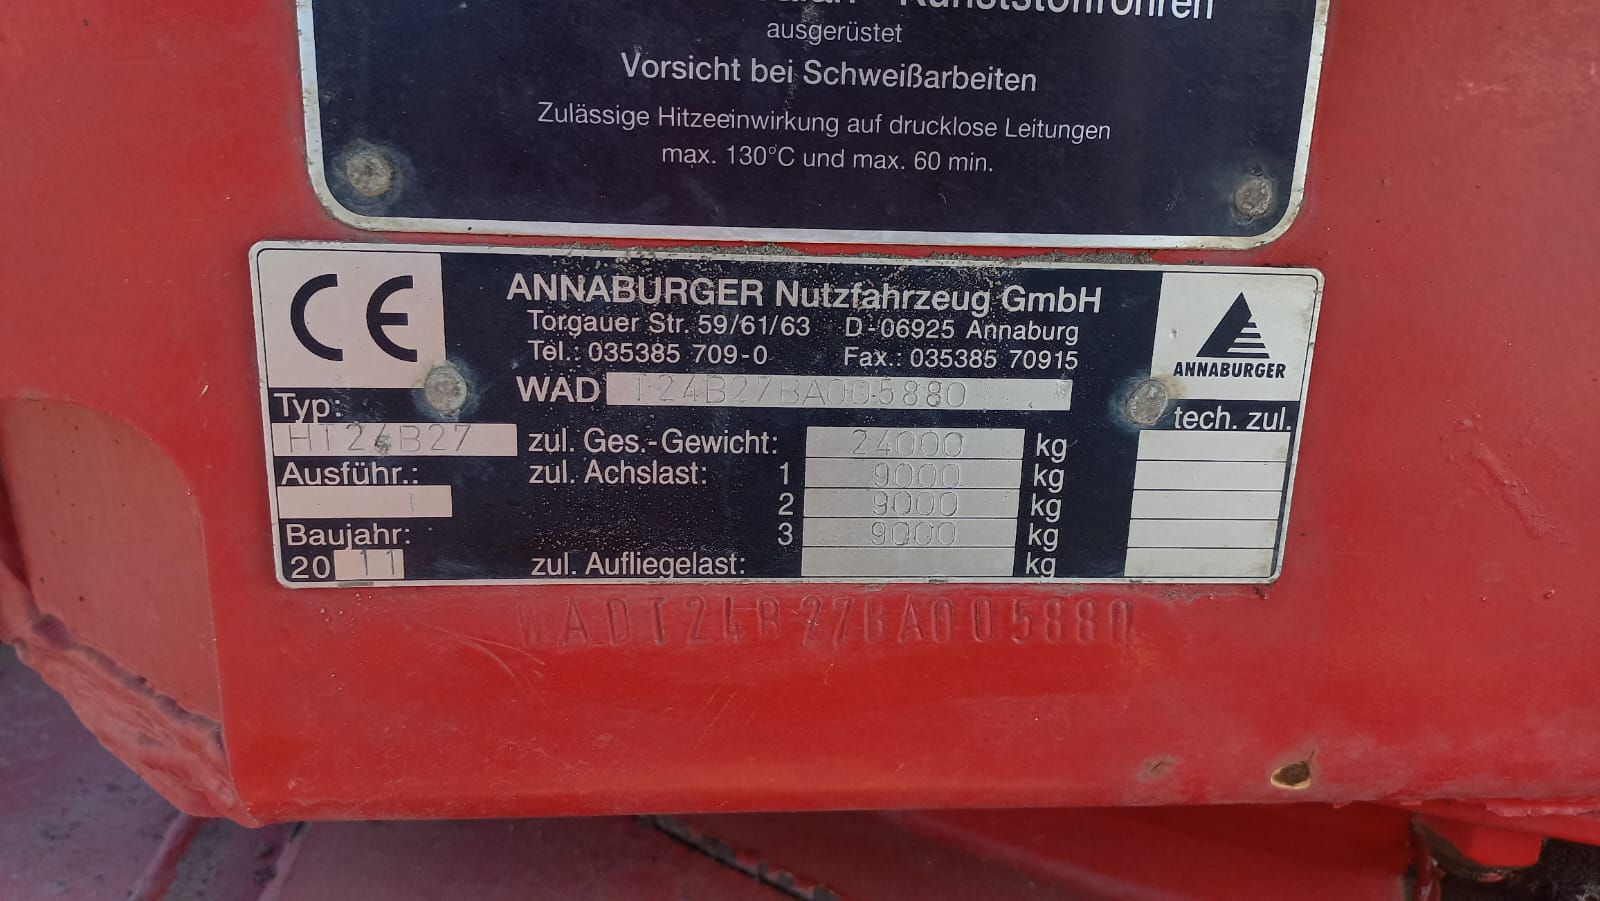 Kunststoffrohren
ausgerüstet
Vorsicht bei Schweißarbeiten
Zulässige Hitzeeinwirkung auf drucklose Leitungen
max. 130°C und max. 60 min.
CE
ANNABURGER Nutzfahrzeug GmbH
Torgauer Str. 59/61/63 D-06925 Annaburg
Tel.: 035385 709-0 Fax.: 035385 70915
ANNABURGER
WAD T24B27BA005880
Typ: tech. zul.
HT24B27 zul. Ges.-Gewicht: 24000 kg
Ausführ.: zul. Achslast: 1 9000 kg
2 9000 kg
Baujahr: 3 9000 kg
20 11 zul. Aufliegelast: kg
WADT24B27BA005880